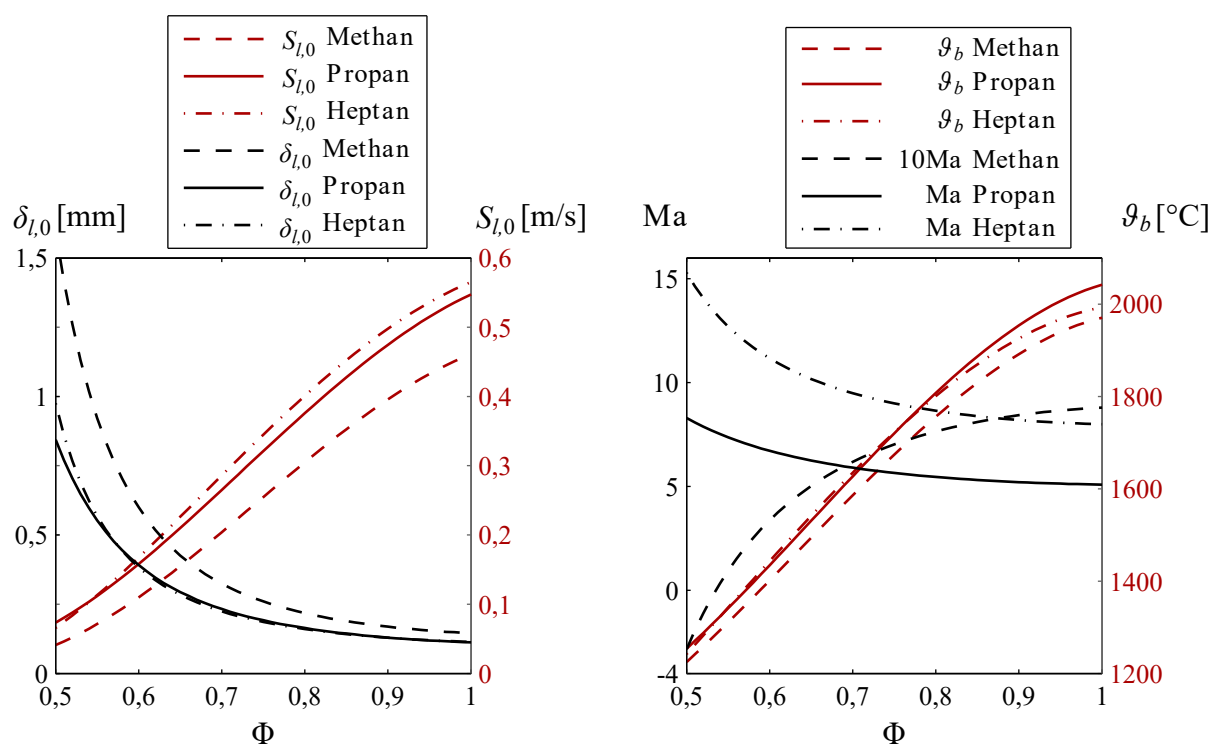 S_{l,0} Methan
S_{l,0} Propan
S_{l,0} Heptan
δ_{l,0} Methan
δ_{l,0} Propan
δ_{l,0} Heptan
δ_{l,0} [mm]
S_{l,0} [m/s]
1,5
1
0,5
0
0,6
0,5
0,4
0,3
0,2
0,1
0
0,5 0,6 0,7 0,8 0,9 1
Φ
ϑ_b Methan
ϑ_b Propan
ϑ_b Heptan
10Ma Methan
Ma Propan
Ma Heptan
Ma
ϑ_b [°C]
15
10
5
0
-4
2000
1800
1600
1400
1200
0,5 0,6 0,7 0,8 0,9 1
Φ